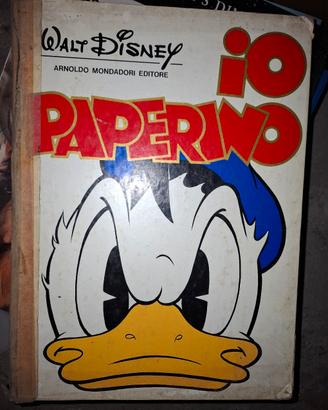 WALT DISNEY
ARNOLDO MONDADORI EDITORE
iO
PAPERINO